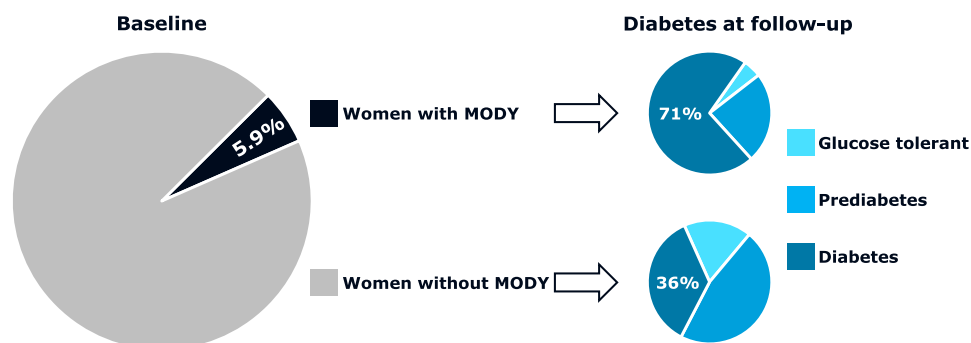 Baseline
Diabetes at follow-up
5.9%
Women with MODY
71%
Glucose tolerant
Prediabetes
Diabetes
Women without MODY
36%